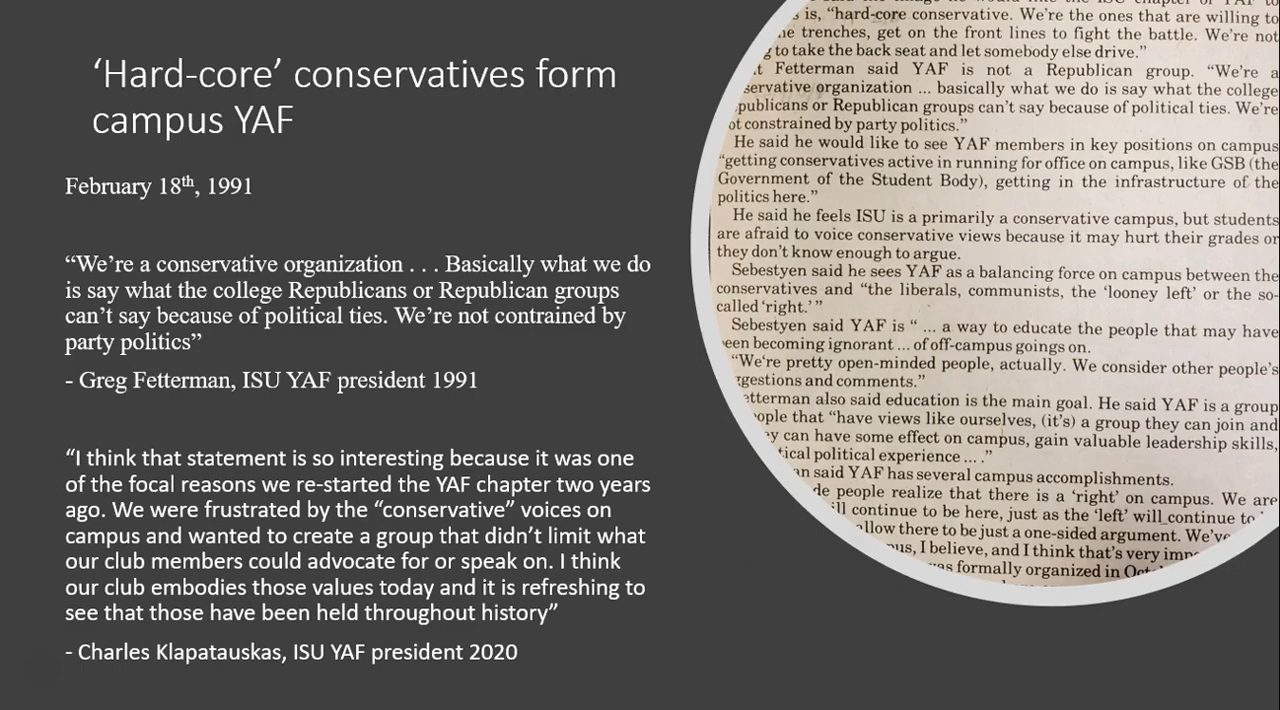 ‘Hard-core’ conservatives form
campus YAF
February 18th, 1991
“We’re a conservative organization . . . Basically what we do
is say what the college Republicans or Republican groups
can’t say because of political ties. We’re not contrained by
party politics”
- Greg Fetterman, ISU YAF president 1991
“I think that statement is so interesting because it was one
of the focal reasons we re-started the YAF chapter two years
ago. We were frustrated by the “conservative” voices on
campus and wanted to create a group that didn’t limit what
our club members could advocate for or speak on. I think
our club embodies those values today and it is refreshing to
see that those have been held throughout history”
- Charles Klapatauskas, ISU YAF president 2020
is, “hard-core conservative. We’re the ones that are willing to
trenches, get on the front lines to fight the battle. We’re not
to take the back seat and let somebody else drive.”
Fetterman said YAF is not a Republican group. “We’re a
servative organization ... basically what we do is say what the college
publicans or Republican groups can’t say because of political ties. We’re
ot constrained by party politics.”
He said he would like to see YAF members in key positions on campus
“getting conservatives active in running for office on campus, like GSB (the
Government of the Student Body), getting in the infrastructure of the
politics here.”
He said he feels ISU is a primarily a conservative campus, but students
are afraid to voice conservative views because it may hurt their grades or
they don’t know enough to argue.
Sebestyen said he sees YAF as a balancing force on campus between the
conservatives and “the liberals, communists, the ‘looney left’ or the so-
called ‘right.’”
Sebestyen said YAF is “ ... a way to educate the people that may have
een becoming ignorant ... of off-campus goings on.
“We’re pretty open-minded people, actually. We consider other people’s
ggestions and comments.”
etterman also said education is the main goal. He said YAF is a group
ople that “have views like ourselves, (it’s) a group they can join and
y can have some effect on campus, gain valuable leadership skills,
tical political experience ... .”
an said YAF has several campus accomplishments.
de people realize that there is a ‘right’ on campus. We are
ill continue to be here, just as the ‘left’ will continue to
allow there to be just a one-sided argument. We’ve
us, I believe, and I think that’s very
as formally organized in